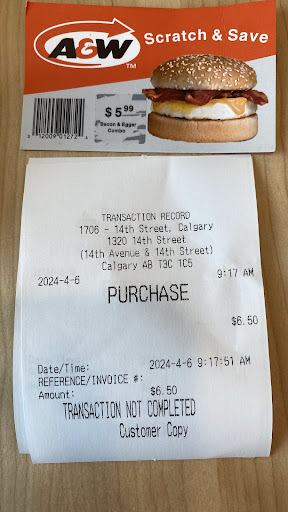 A&W
TM
Scratch & Save
$5.99
Bacon & Egger
Combo
TRANSACTION RECORD
1706 - 14th Street, Calgary
1320 14th Street
(14th Avenue & 14th Street)
Calgary AB T3C 1C5
2024-4-6 9:17 AM
PURCHASE
$6.50
Date/Time: 2024-4-6 9:17:51 AM
REFERENCE/INVOICE #:
Amount: $6.50
TRANSACTION NOT COMPLETED
Customer Copy